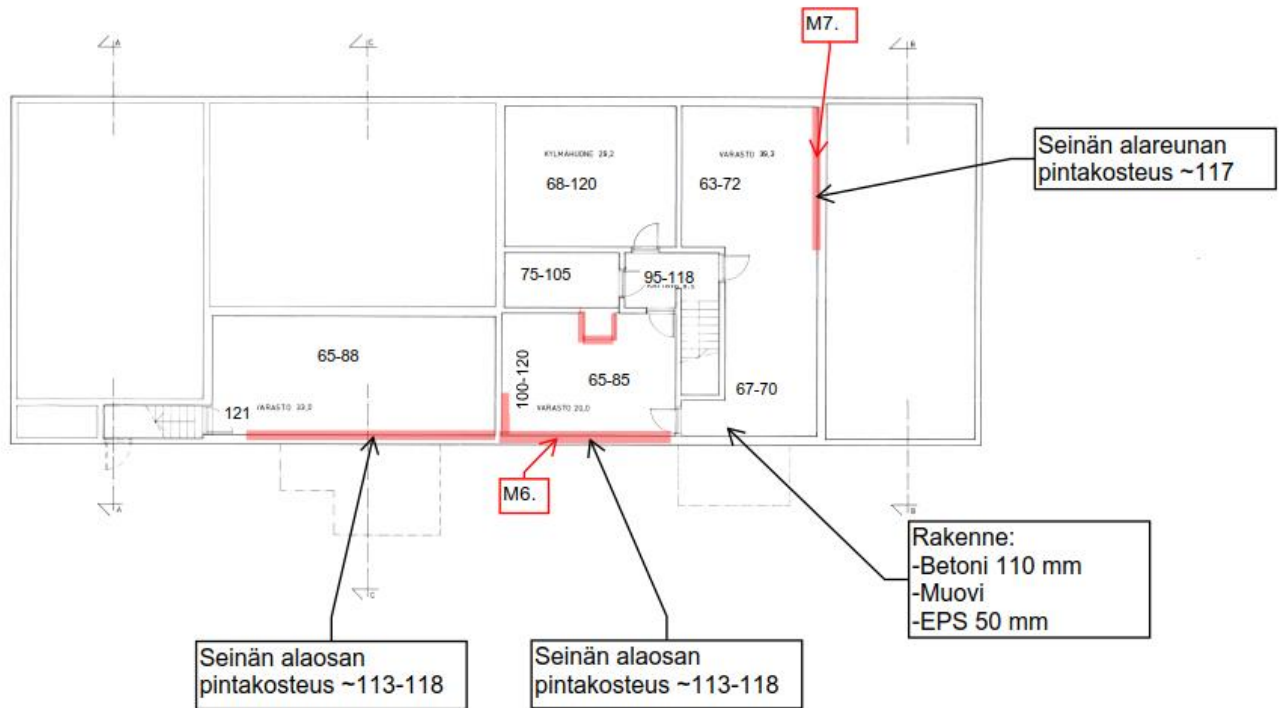 M7.
A
C
B
Seinän alareunan
pintakosteus ~117
KYLMÄHUONE 29,2
68-120
VARASTO 39,3
63-72
75-105
95-118
65-88
100-120
65-85
67-70
121
VARASTO 33,0
VARASTO 20,0
M6.
A
B
C
Rakenne:
-Betoni 110 mm
-Muovi
-EPS 50 mm
Seinän alaosan
pintakosteus ~113-118
Seinän alaosan
pintakosteus ~113-118